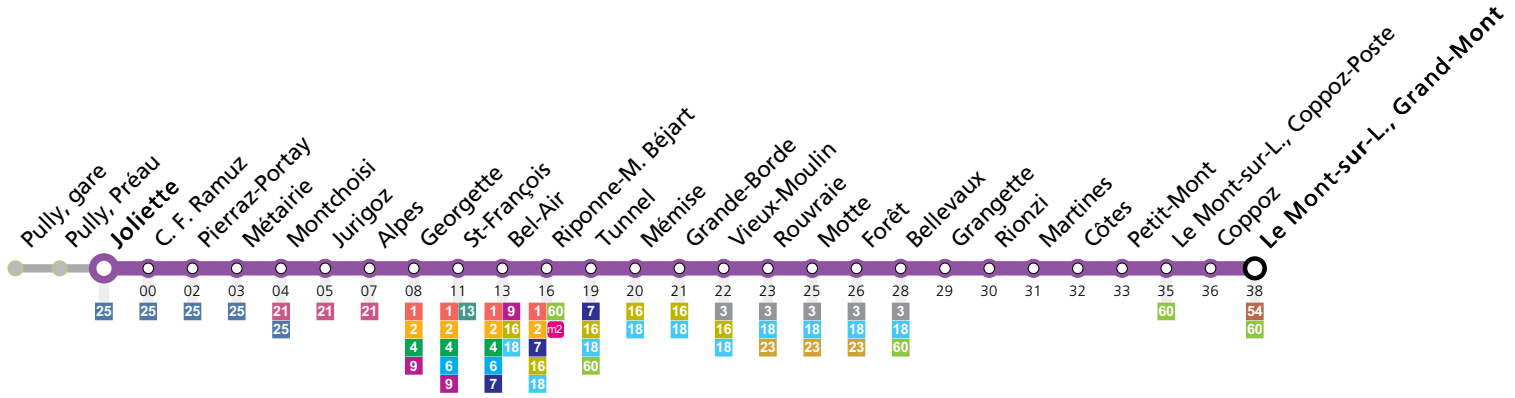 Pully, gare
Pully, Préau
Joliette
C. F. Ramuz
Pierraz-Portay
Métairie
Montchoisi
Jurigoz
Alpes
Georgette
St-François
Bel-Air
Riponne-M. Béjart
Tunnel
Mémise
Grande-Borde
Vieux-Moulin
Rouvraie
Motte
Forêt
Bellevaux
Grangette
Rionzi
Martines
Côtes
Petit-Mont
Le Mont-sur-L., Coppoz-Poste
Coppoz
Le Mont-sur-L., Grand-Mont
00 02 03 04 05 07 08 11 13 16 19 20 21 22 23 25 26 28 29 30 31 32 33 35 36 38
25 25 25 25 21 21 21 1 1 13 1 9 1 60 7 16 16 3 3 3 3 3 60 54
25 2 2 2 16 2 m2 16 18 18 16 18 18 18 18 60
4 4 4 18 7 18 18 23 23 23 60
9 6 6 16 60
9 7 18